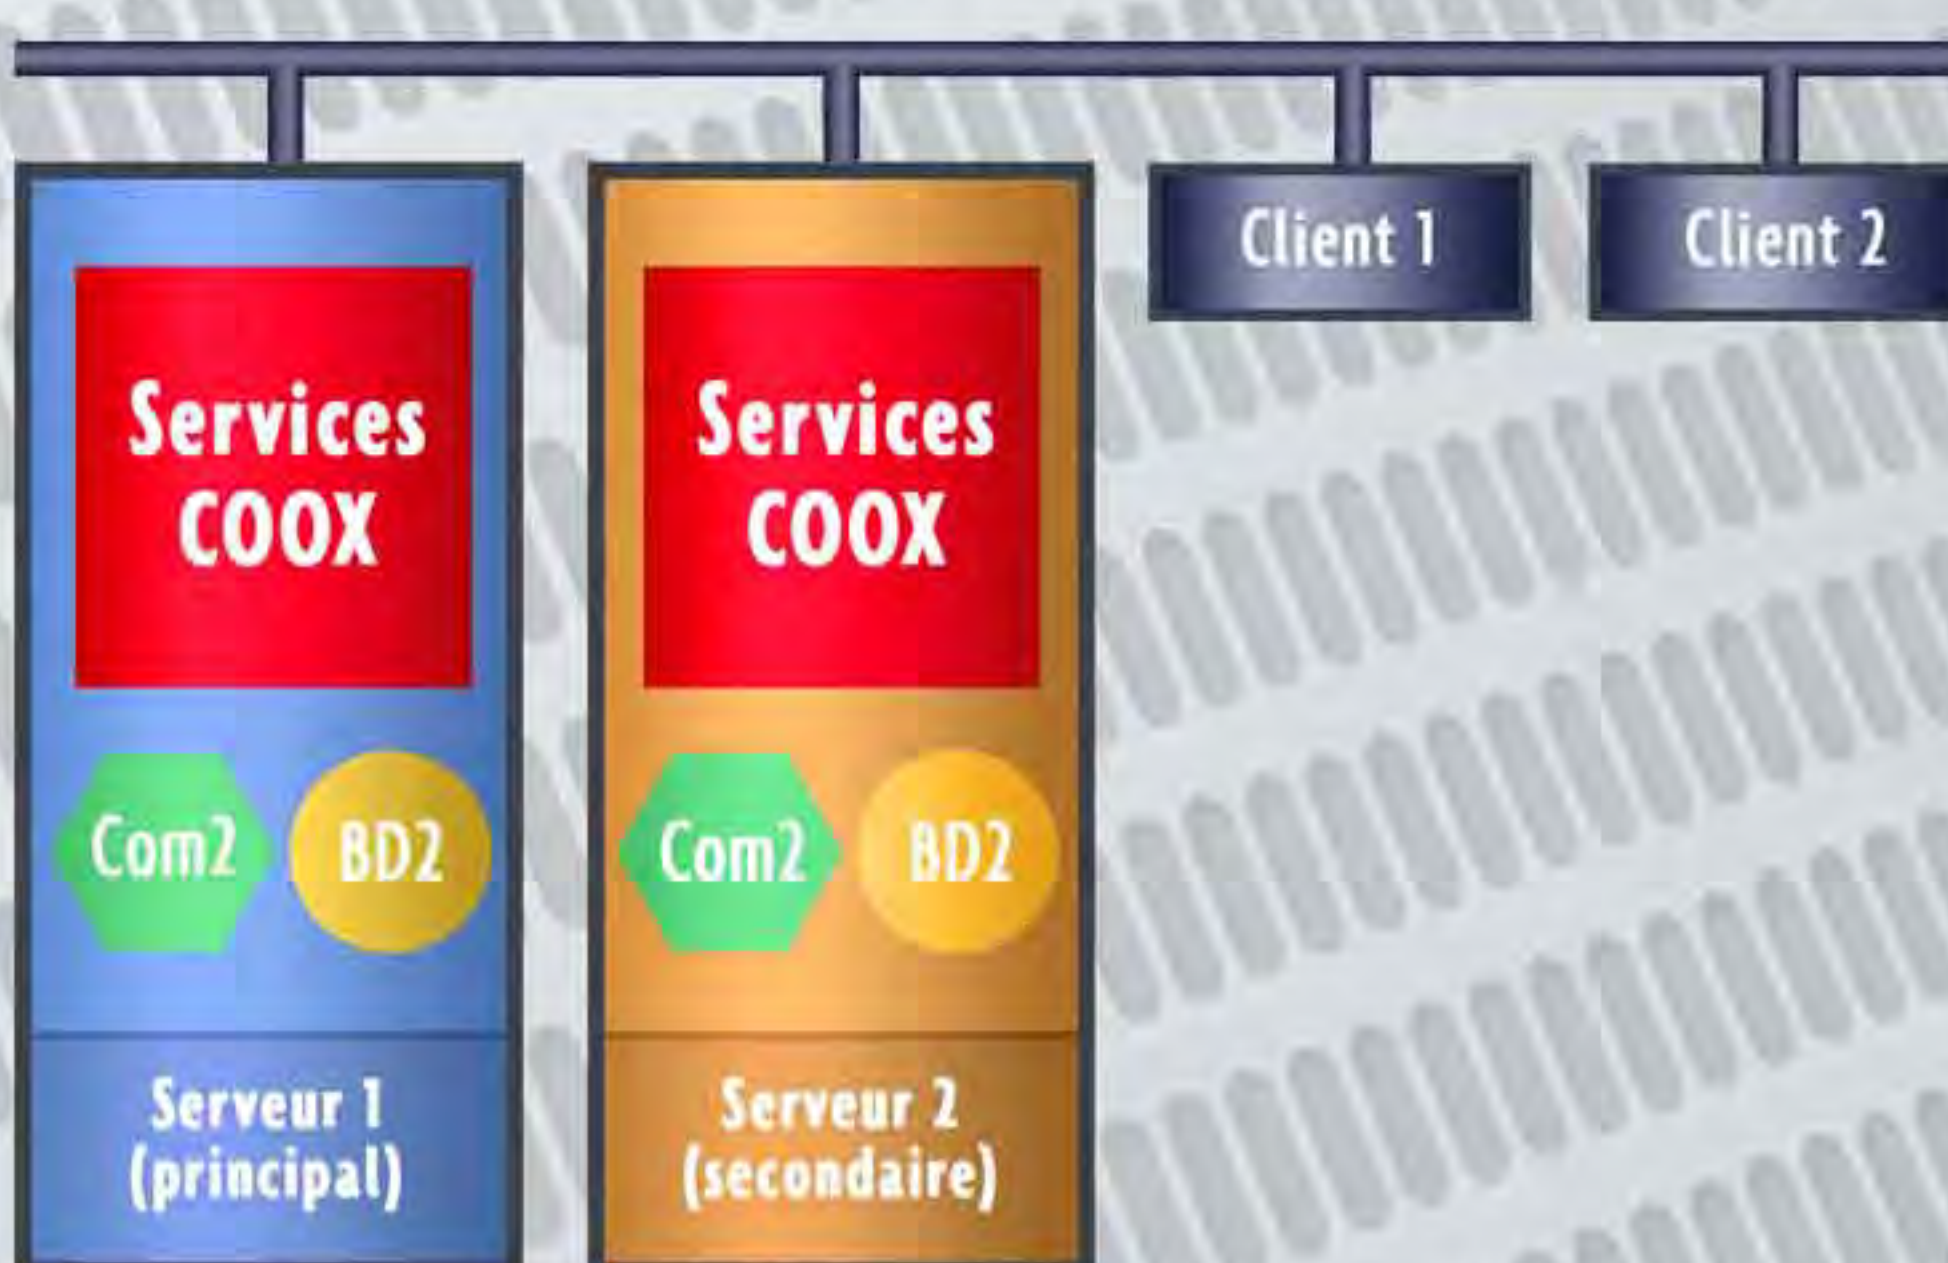 Client 1
Client 2
Services
COOX
Services
COOX
Com2
BD2
Com2
BD2
Serveur 1
(principal)
Serveur 2
(secondaire)